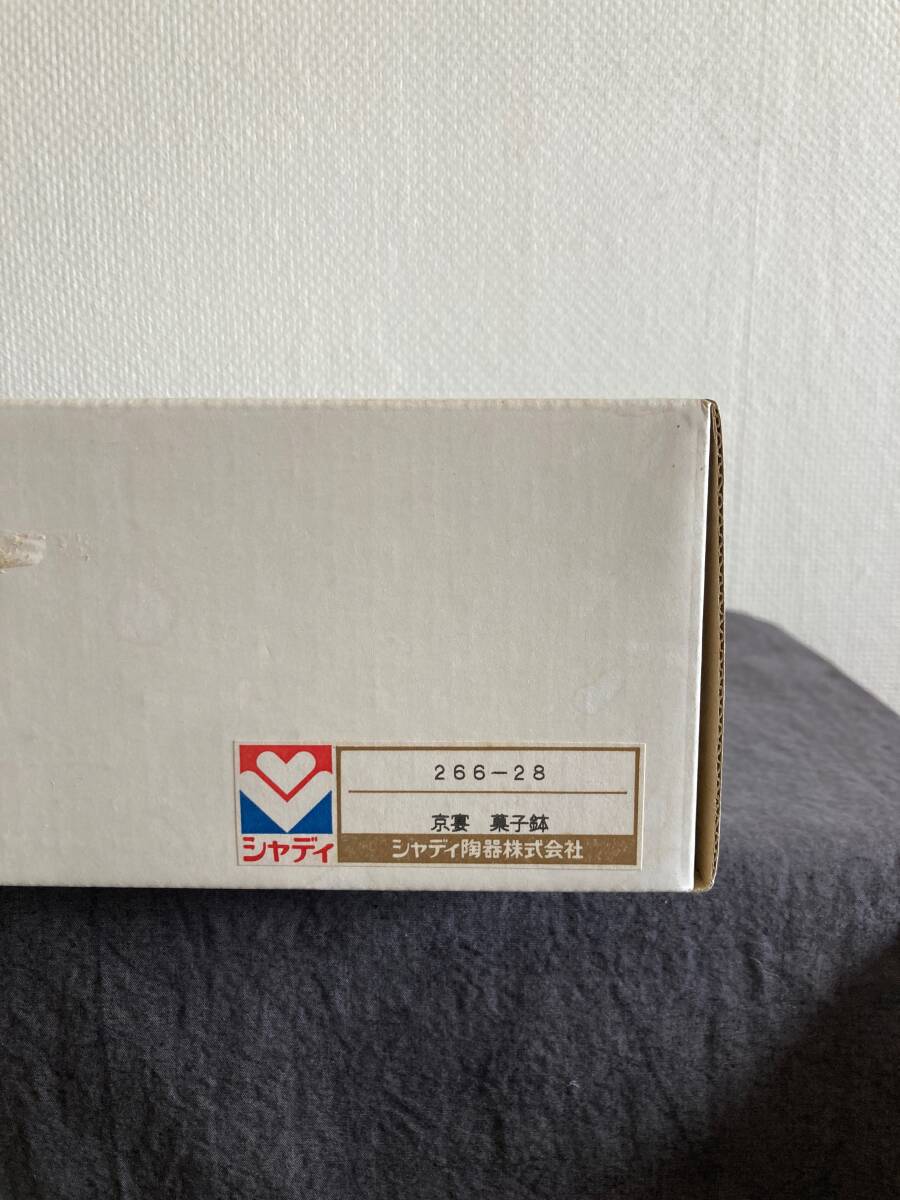 ２６６－２８
京宴　菓子鉢
シャディ
シャディ陶器株式会社